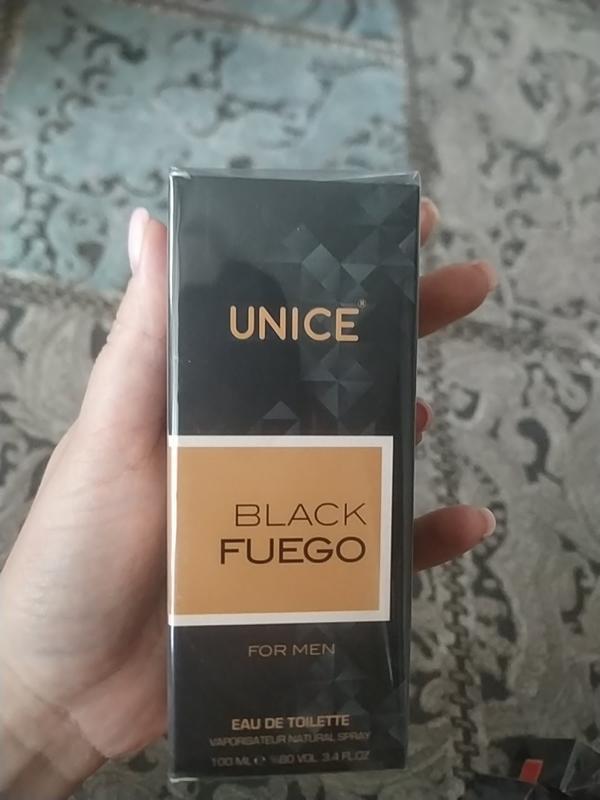 UNICE®
BLACK
FUEGO
FOR MEN
EAU DE TOILETTE
VAPORISATEUR NATURAL SPRAY
100 ML ℮ %80 VOL 3.4 FL.OZ